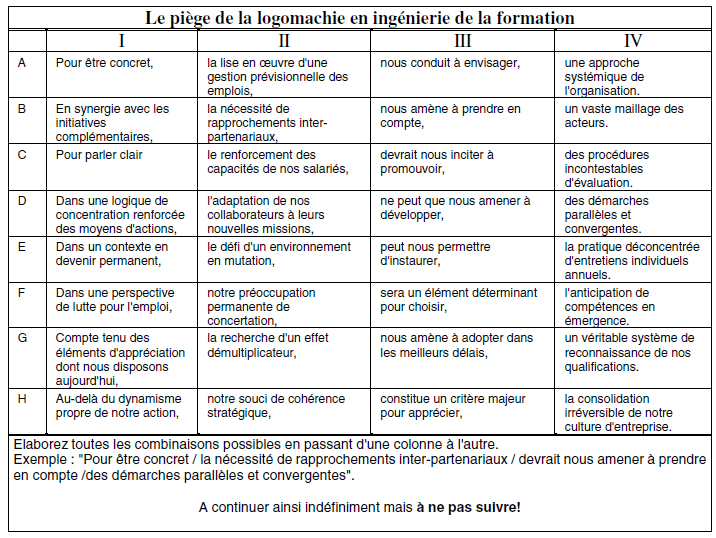 Le piège de la logomachie en ingénierie de la formation
I II III IV
A Pour être concret, la lise en œuvre d'une nous conduit à envisager, une approche
gestion prévisionnelle des systémique de
emplois, l'organisation.
B En synergie avec les la nécessité de nous amène à prendre en un vaste maillage des
initiatives rapprochements inter- compte, acteurs.
complémentaires, partenariaux,
C Pour parler clair le renforcement des devrait nous inciter à des procédures
capacités de nos salariés, promouvoir, incontestables
d'évaluation.
D Dans une logique de l'adaptation de nos ne peut que nous amener à des démarches
concentration renforcée collaborateurs à leurs développer, parallèles et
des moyens d'actions, nouvelles missions, convergentes.
E Dans un contexte en le défi d'un environnement peut nous permettre la pratique déconcentrée
devenir permanent, en mutation, d'instaurer, d'entretiens individuels
annuels.
F Dans une perspective notre préoccupation sera un élément déterminant l'anticipation de
de lutte pour l'emploi, permanente de pour choisir, compétences en
concertation, émergence.
G Compte tenu des la recherche d'un effet nous amène à adopter dans un véritable système de
éléments d'appréciation démultiplicateur, les meilleurs délais, reconnaissance de nos
dont nous disposons qualifications.
aujourd'hui,
H Au-delà du dynamisme notre souci de cohérence constitue un critère majeur la consolidation
propre de notre action, stratégique, pour apprécier, irréversible de notre
culture d'entreprise.
Elaborez toutes les combinaisons possibles en passant d'une colonne à l'autre.
Exemple : "Pour être concret / la nécessité de rapprochements inter-partenariaux / devrait nous amener à prendre
en compte /des démarches parallèles et convergentes".
A continuer ainsi indéfiniment mais à ne pas suivre!